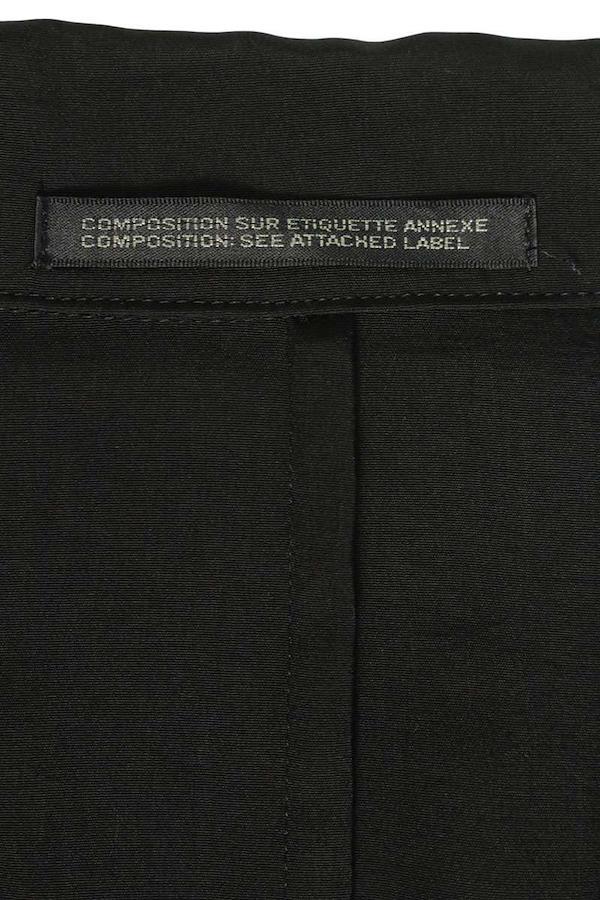 COMPOSITION SUR ETIQUETTE ANNEXE
COMPOSITION: SEE ATTACHED LABEL